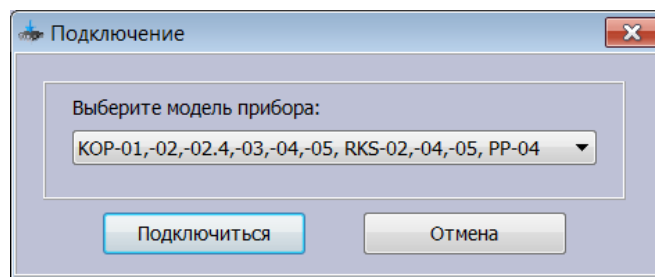 Подключение
Выберите модель прибора:
KOP-01,-02,-02.4,-03,-04,-05, RKS-02,-04,-05, PP-04
Подключиться
Отмена